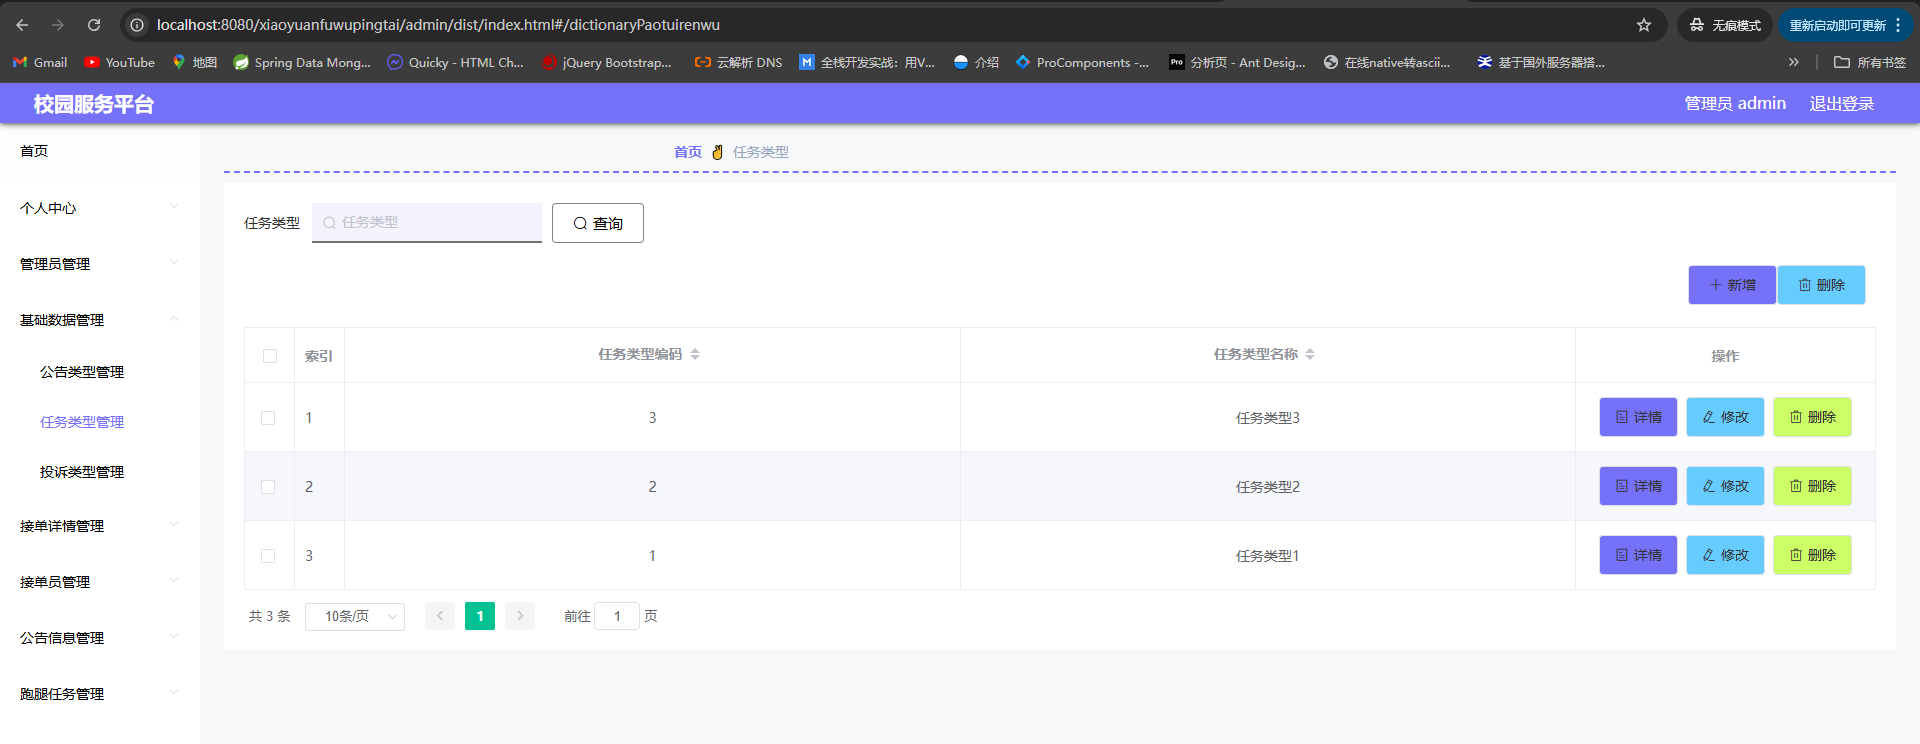 localhost:8080/xiaoyuanfuwupingtai/admin/dist/index.html#/dictionaryPaotuirenwu
无痕模式
重新启动即可更新
Gmail
YouTube
地图
Spring Data Mong...
Quicky - HTML Ch...
jQuery Bootstrap...
云解析 DNS
M 全栈开发实战：用V...
介绍
ProComponents -...
Pro 分析页 - Ant Desig...
在线native转ascii...
基于国外服务器搭...
»
所有书签
校园服务平台
管理员 admin
退出登录
首页
个人中心
管理员管理
基础数据管理
公告类型管理
任务类型管理
投诉类型管理
接单详情管理
接单员管理
公告信息管理
跑腿任务管理
首页 任务类型
任务类型 任务类型 查询
新增 删除
索引 任务类型编码 任务类型名称 操作
1 3 任务类型3 详情 修改 删除
2 2 任务类型2 详情 修改 删除
3 1 任务类型1 详情 修改 删除
共 3 条 10条/页 1 前往 1 页